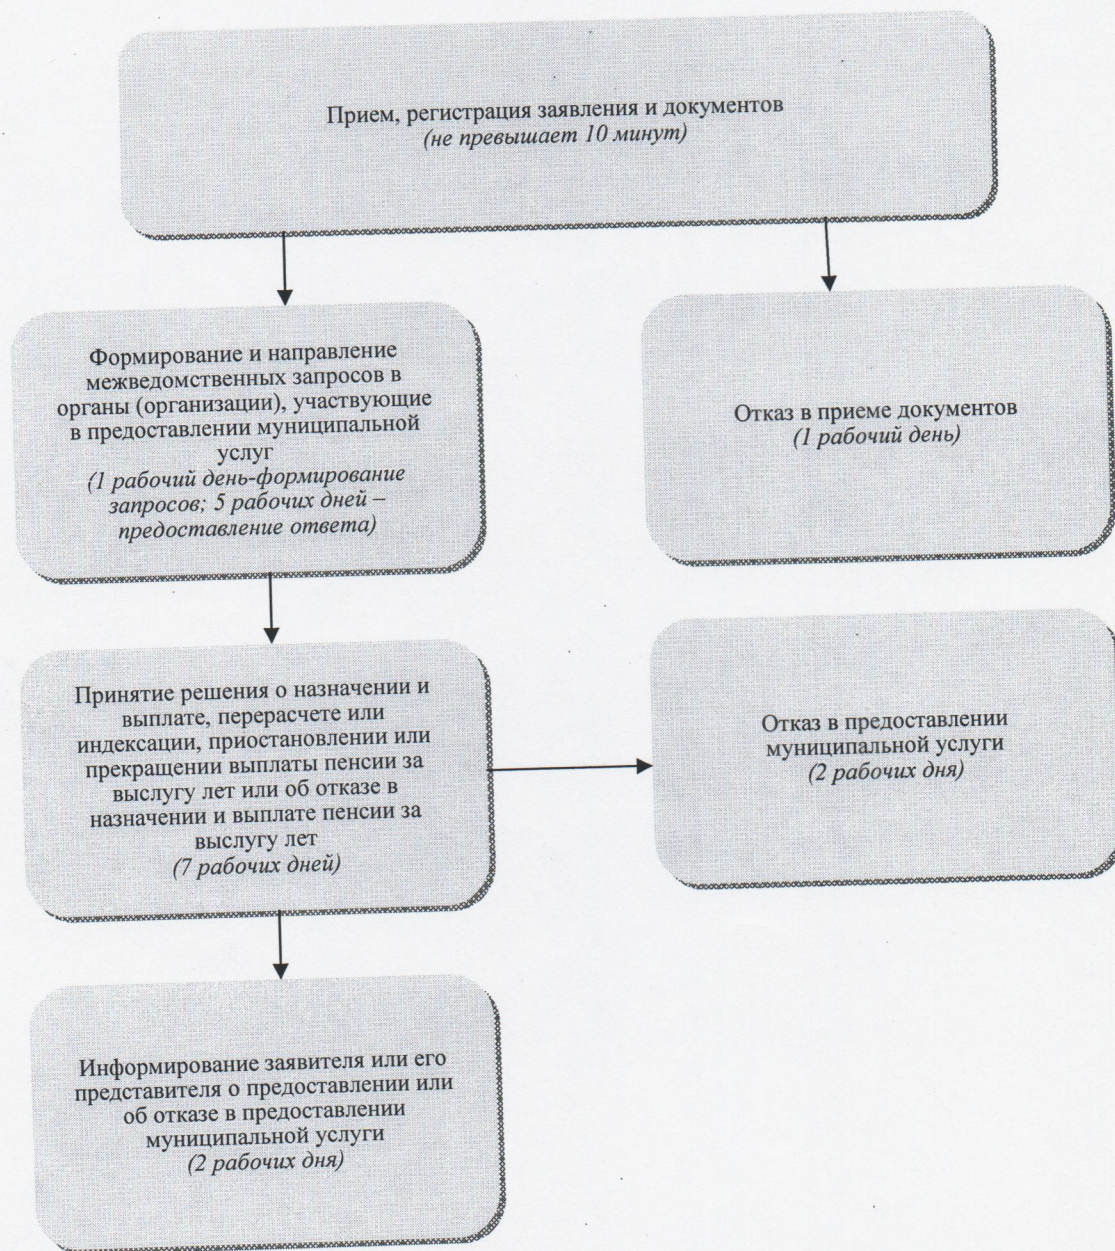 Прием, регистрация заявления и документов
(не превышает 10 минут)
Формирование и направление
межведомственных запросов в
органы (организации), участвующие
в предоставлении муниципальной
услуг
(1 рабочий день-формирование
запросов; 5 рабочих дней –
предоставление ответа)
Отказ в приеме документов
(1 рабочий день)
Принятие решения о назначении и
выплате, перерасчете или
индексации, приостановлении или
прекращении выплаты пенсии за
выслугу лет или об отказе в
назначении и выплате пенсии за
выслугу лет
(7 рабочих дней)
Отказ в предоставлении
муниципальной услуги
(2 рабочих дня)
Информирование заявителя или его
представителя о предоставлении или
об отказе в предоставлении
муниципальной услуги
(2 рабочих дня)